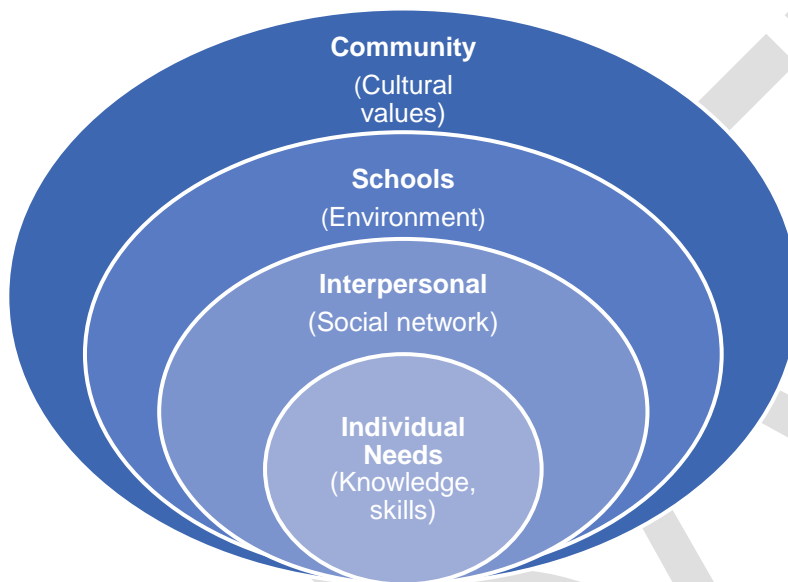 Community
(Cultural
values)
Schools
(Environment)
Interpersonal
(Social network)
Individual
Needs
(Knowledge,
skills)